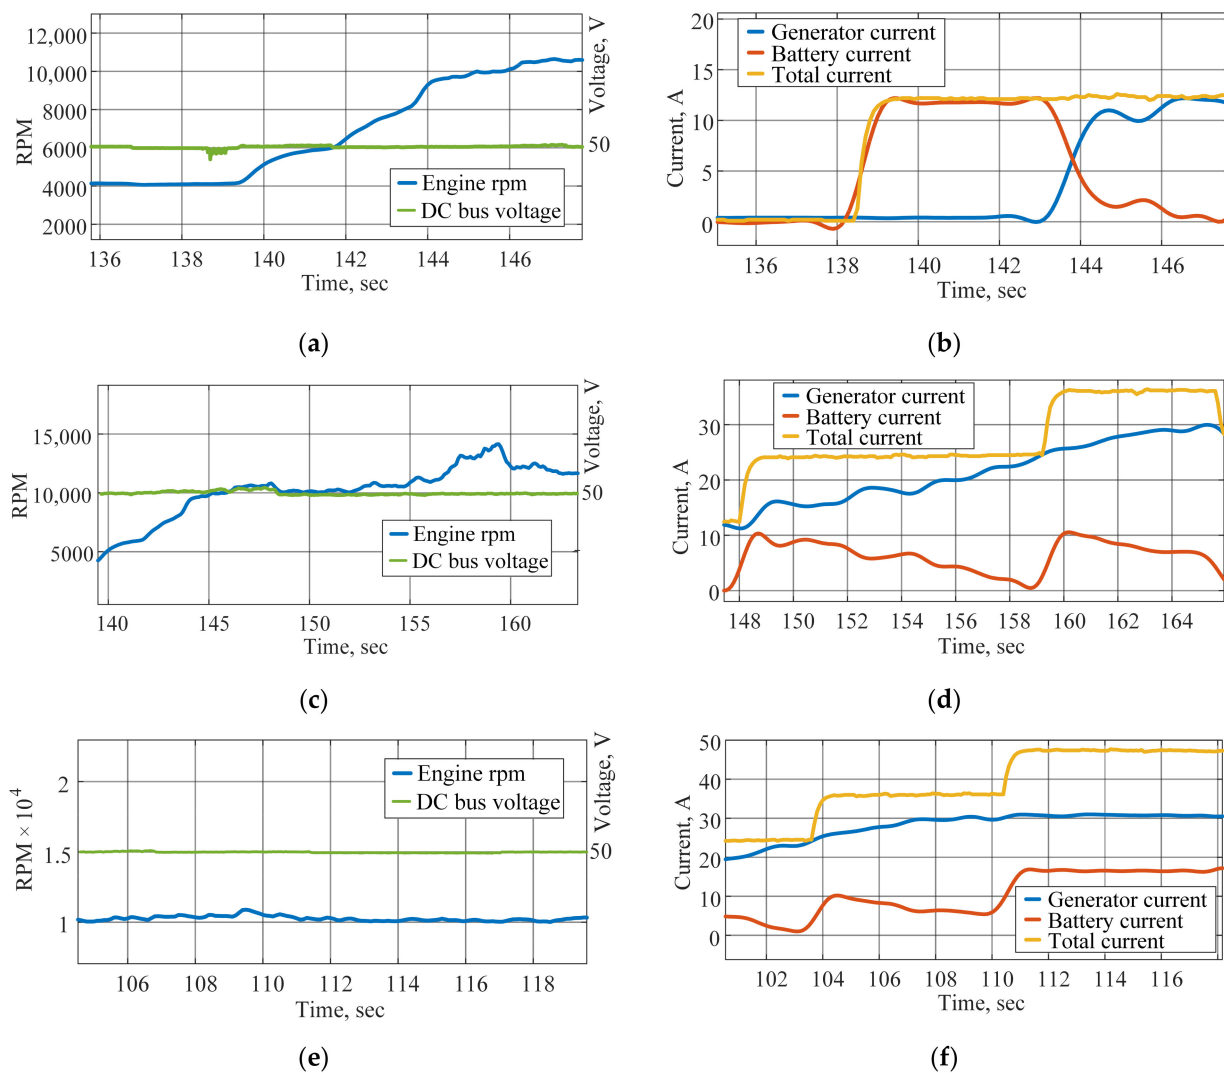 12,000
10,000
8000
6000
4000
2000
RPM
Voltage, V
50
Engine rpm
DC bus voltage
136 138 140 142 144 146
Time, sec
(a)
20
15
10
5
0
Current, A
Generator current
Battery current
Total current
136 138 140 142 144 146
Time, sec
(b)
15,000
10,000
5000
RPM
Voltage, V
50
Engine rpm
DC bus voltage
140 145 150 155 160
Time, sec
(c)
30
20
10
0
Current, A
Generator current
Battery current
Total current
148 150 152 154 156 158 160 162 164
Time, sec
(d)
2
1.5
1
RPM × 10⁴
Voltage, V
50
Engine rpm
DC bus voltage
106 108 110 112 114 116 118
Time, sec
(e)
50
40
30
20
10
0
Current, A
Generator current
Battery current
Total current
102 104 106 108 110 112 114 116
Time, sec
(f)